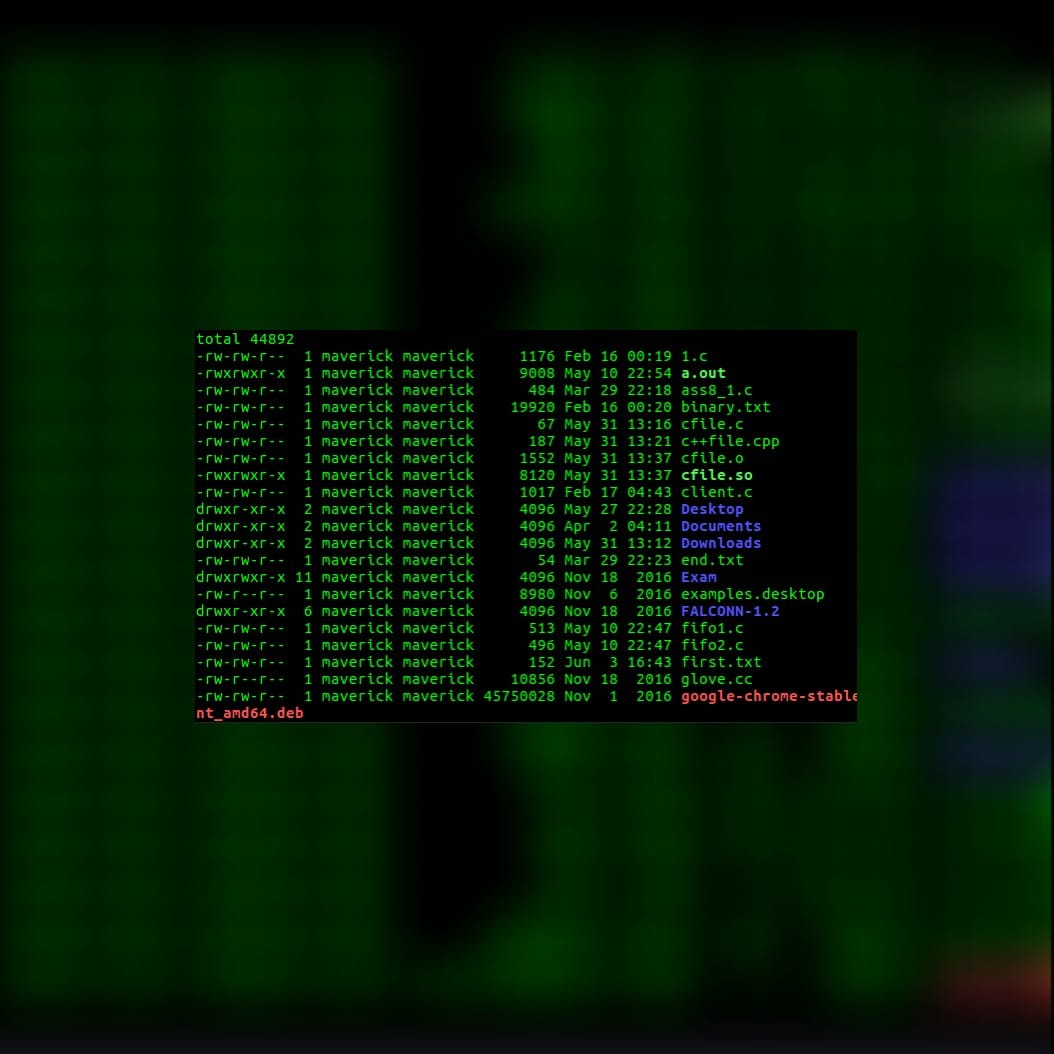 total 44892
-rw-rw-r--  1 maverick maverick     1176 Feb 16 00:19 1.c
-rwxrwxr-x  1 maverick maverick     9008 May 10 22:54 a.out
-rw-rw-r--  1 maverick maverick      484 Mar 29 22:18 ass8_1.c
-rw-rw-r--  1 maverick maverick    19920 Feb 16 00:20 binary.txt
-rw-rw-r--  1 maverick maverick       67 May 31 13:16 cfile.c
-rw-rw-r--  1 maverick maverick      187 May 31 13:21 c++file.cpp
-rw-rw-r--  1 maverick maverick     1552 May 31 13:37 cfile.o
-rwxrwxr-x  1 maverick maverick     8120 May 31 13:37 cfile.so
-rw-rw-r--  1 maverick maverick     1017 Feb 17 04:43 client.c
drwxr-xr-x  2 maverick maverick     4096 May 27 22:28 Desktop
drwxr-xr-x  2 maverick maverick     4096 Apr  2 04:11 Documents
drwxr-xr-x  2 maverick maverick     4096 May 31 13:12 Downloads
-rw-rw-r--  1 maverick maverick       54 Mar 29 22:23 end.txt
drwxrwxr-x 11 maverick maverick     4096 Nov 18  2016 Exam
-rw-r--r--  1 maverick maverick     8980 Nov  6  2016 examples.desktop
drwxr-xr-x  6 maverick maverick     4096 Nov 18  2016 FALCONN-1.2
-rw-rw-r--  1 maverick maverick      513 May 10 22:47 fifo1.c
-rw-rw-r--  1 maverick maverick      496 May 10 22:47 fifo2.c
-rw-rw-r--  1 maverick maverick      152 Jun  3 16:43 first.txt
-rw-r--r--  1 maverick maverick    10856 Nov 18  2016 glove.cc
-rw-rw-r--  1 maverick maverick 45750028 Nov  1  2016 google-chrome-stable
nt_amd64.deb